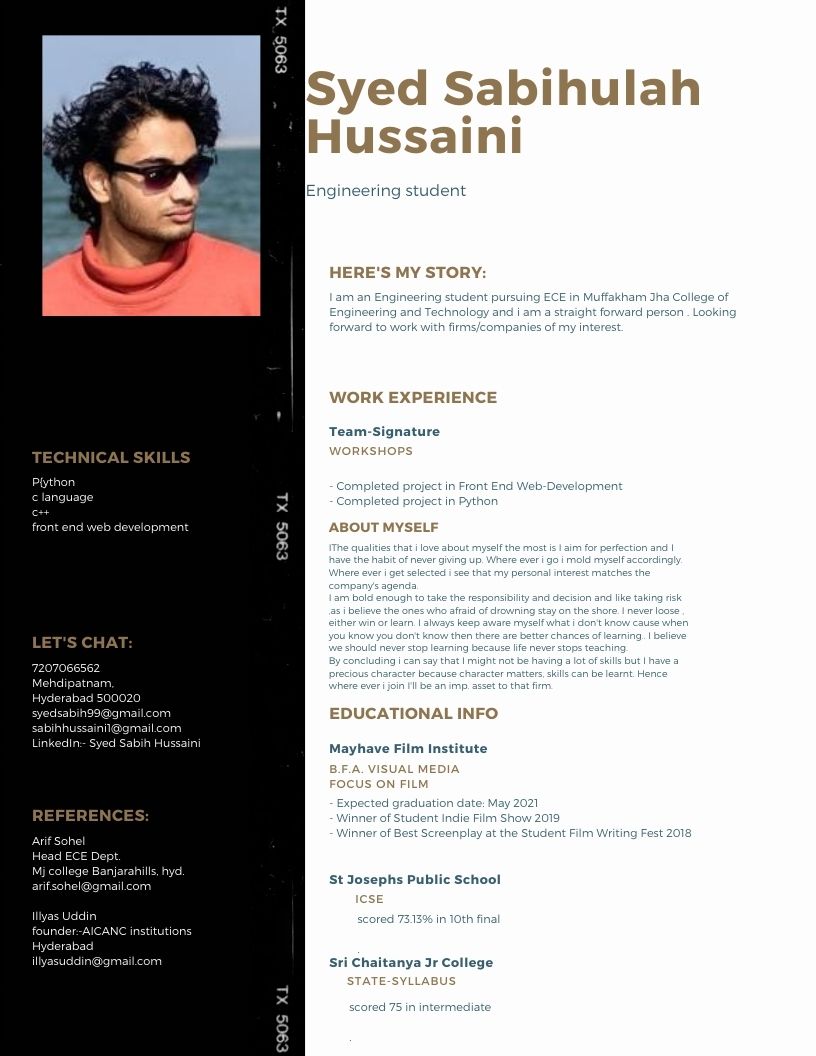 TX 5063
Syed Sabihulah
Hussaini
Engineering student
HERE'S MY STORY:
I am an Engineering student pursuing ECE in Muffakham Jha College of
Engineering and Technology and i am a straight forward person . Looking
forward to work with firms/companies of my interest.
WORK EXPERIENCE
Team-Signature
WORKSHOPS
- Completed project in Front End Web-Development
- Completed project in Python
ABOUT MYSELF
IThe qualities that i love about myself the most is I aim for perfection and I
have the habit of never giving up. Where ever i go i mold myself accordingly.
Where ever i get selected i see that my personal interest matches the
company's agenda.
I am bold enough to take the responsibility and decision and like taking risk
,as i believe the ones who afraid of drowning stay on the shore. I never loose ,
either win or learn. I always keep aware myself what i don't know cause when
you know you don't know then there are better chances of learning.. I believe
we should never stop learning because life never stops teaching.
By concluding i can say that I might not be having a lot of skills but I have a
precious character because character matters, skills can be learnt. Hence
where ever i join I'll be an imp. asset to that firm.
EDUCATIONAL INFO
Mayhave Film Institute
B.F.A. VISUAL MEDIA
FOCUS ON FILM
- Expected graduation date: May 2021
- Winner of Student Indie Film Show 2019
- Winner of Best Screenplay at the Student Film Writing Fest 2018
St Josephs Public School
ICSE
scored 73.13% in 10th final
.
Sri Chaitanya Jr College
STATE-SYLLABUS
scored 75 in intermediate
.
TECHNICAL SKILLS
P{ython
c language
c++
front end web development
TX 5063
LET'S CHAT:
7207066562
Mehdipatnam,
Hyderabad 500020
syedsabih99@gmail.com
sabihhussaini1@gmail.com
LinkedIn:- Syed Sabih Hussaini
REFERENCES:
Arif Sohel
Head ECE Dept.
Mj college Banjarahills, hyd.
arif.sohel@gmail.com
Illyas Uddin
founder:-AICANC institutions
Hyderabad
illyasuddin@gmail.com
TX 5063